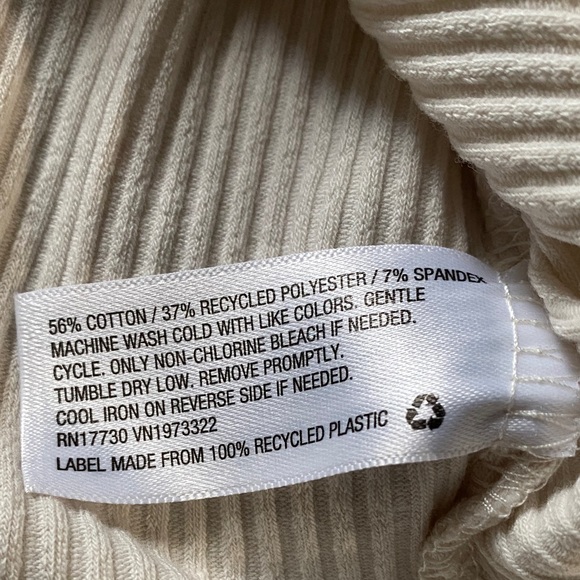 56% COTTON / 37% RECYCLED POLYESTER / 7% SPANDEX
MACHINE WASH COLD WITH LIKE COLORS. GENTLE
CYCLE. ONLY NON-CHLORINE BLEACH IF NEEDED.
TUMBLE DRY LOW. REMOVE PROMPTLY.
COOL IRON ON REVERSE SIDE IF NEEDED.
RN17730 VN1973322
LABEL MADE FROM 100% RECYCLED PLASTIC